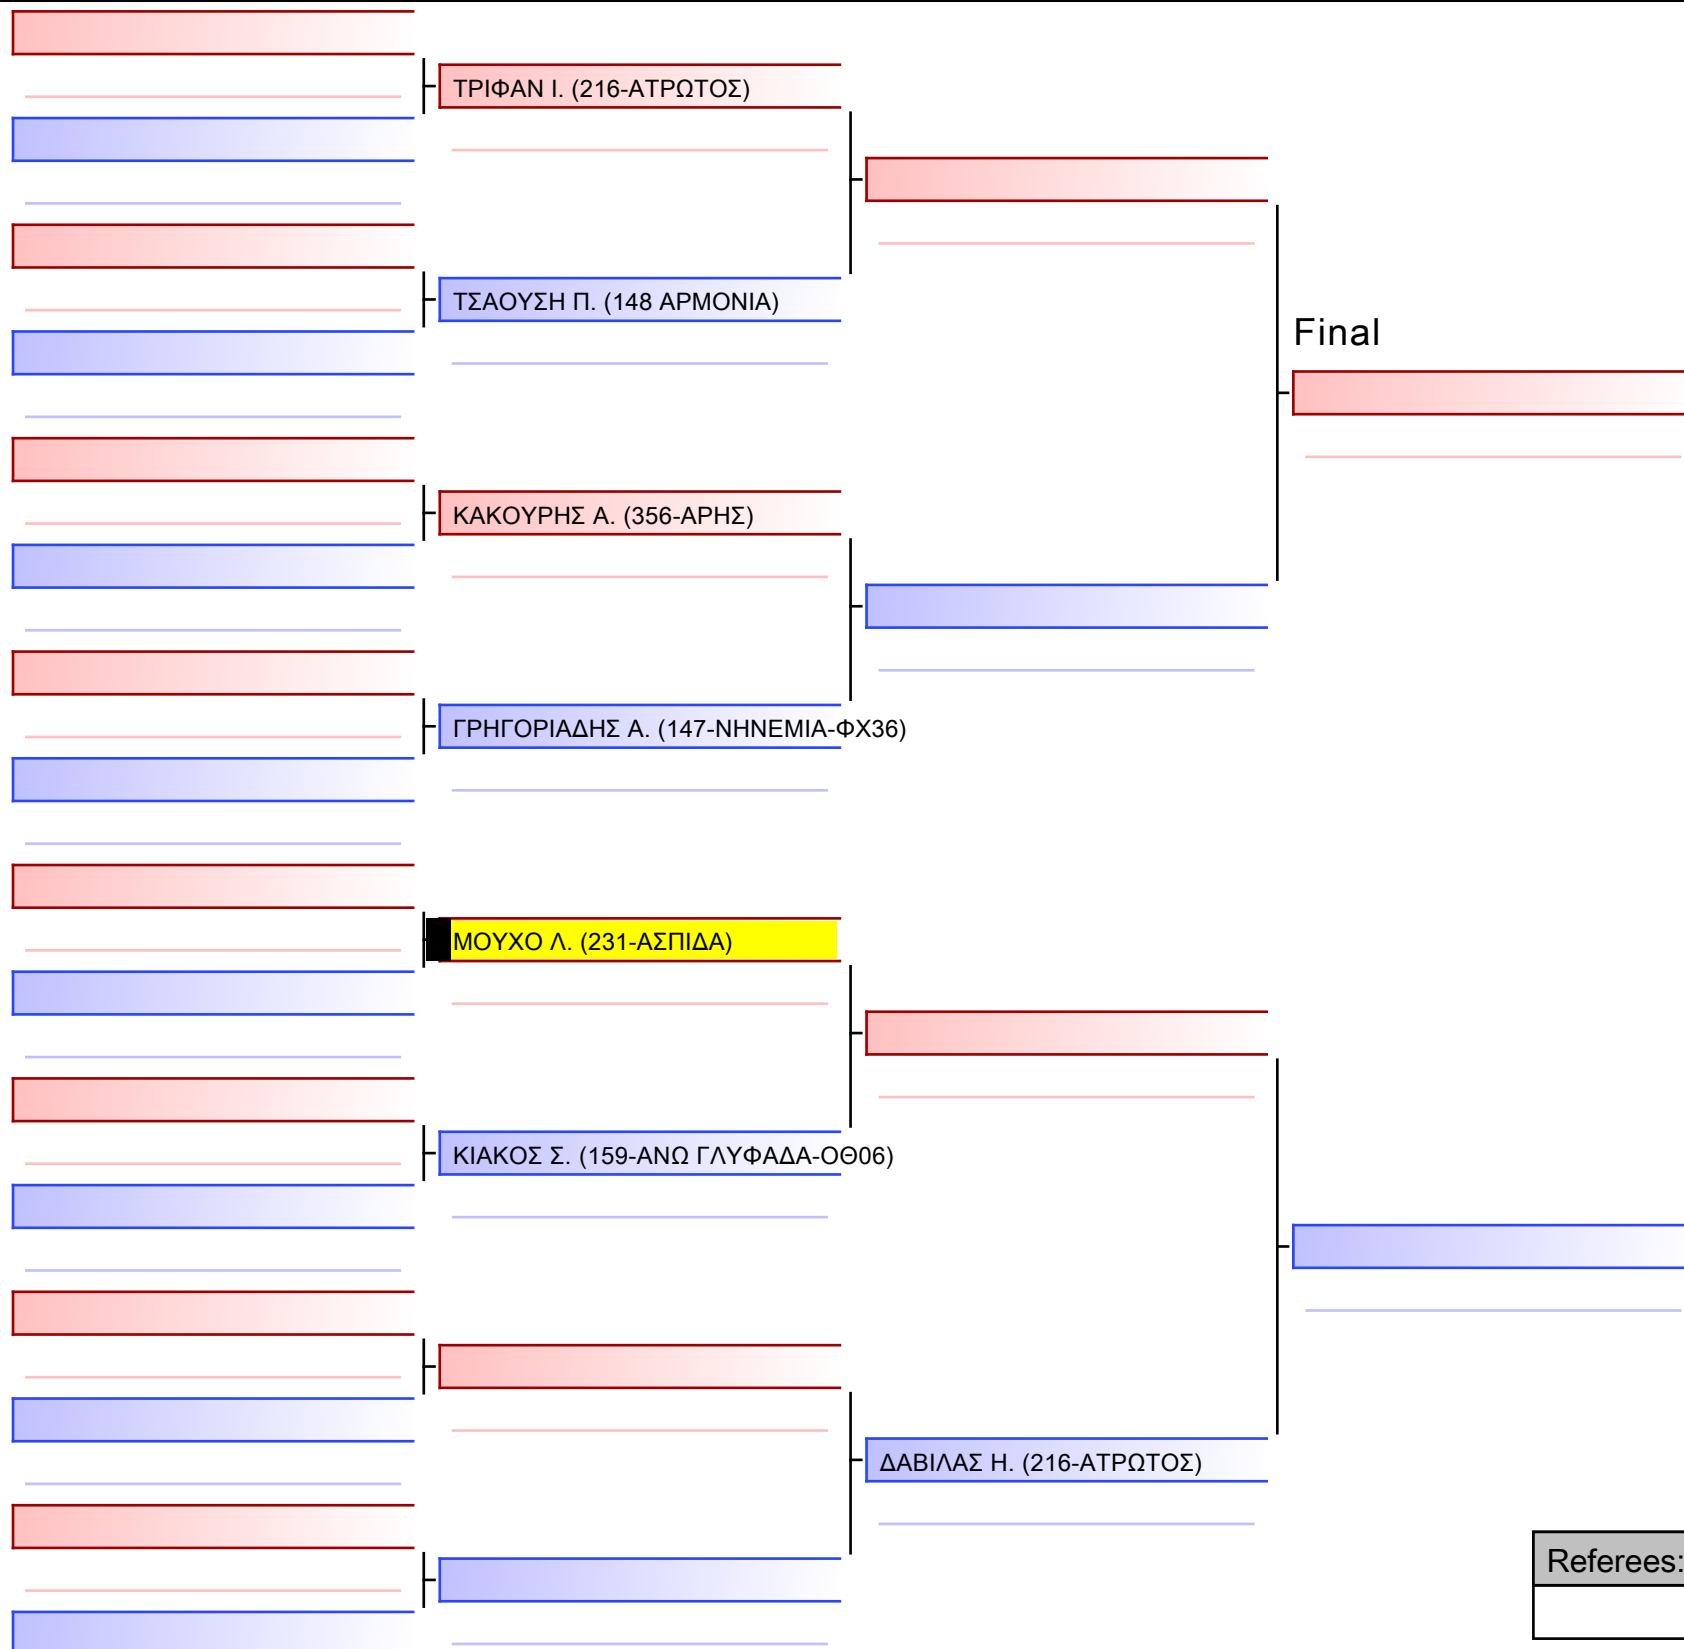 ΤΡΙΦΑΝ Ι. (216-ΑΤΡΩΤΟΣ)
ΤΣΑΟΥΣΗ Π. (148 ΑΡΜΟΝΙΑ)
Final
ΚΑΚΟΥΡΗΣ Α. (356-ΑΡΗΣ)
ΓΡΗΓΟΡΙΑΔΗΣ Α. (147-ΝΗΝΕΜΙΑ-ΦΧ36)
ΜΟΥΧΟ Λ. (231-ΑΣΠΙΔΑ)
ΚΙΑΚΟΣ Σ. (159-ΑΝΩ ΓΛΥΦΑΔΑ-ΟΘ06)
ΔΑΒΙΛΑΣ Η. (216-ΑΤΡΩΤΟΣ)
Referees: